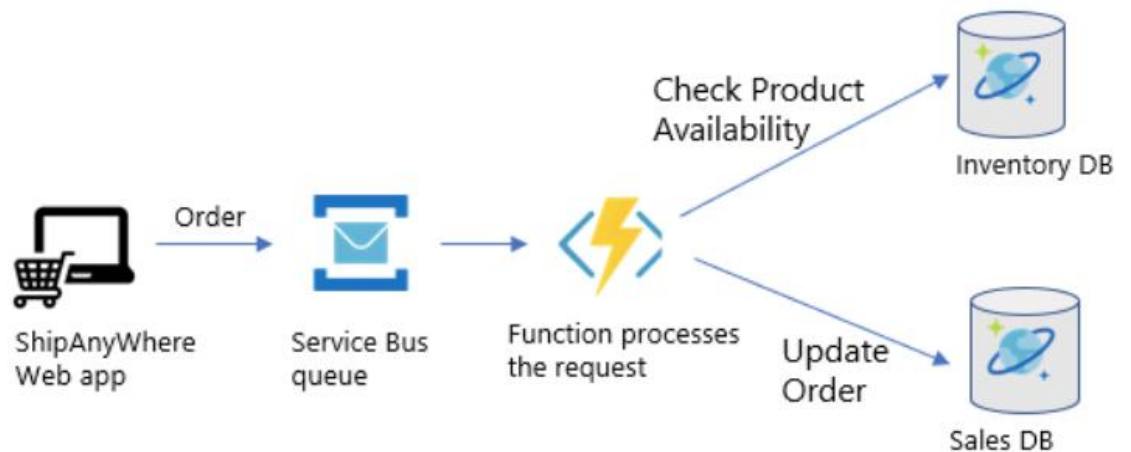 Check Product
Availability
Inventory DB
Order
ShipAnyWhere
Web app
Service Bus
queue
Function processes
the request
Update
Order
Sales DB